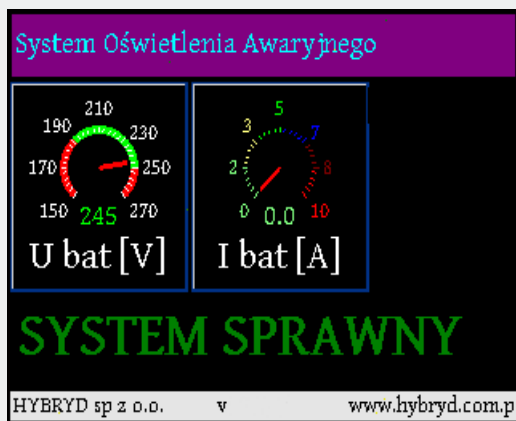 System Oświetlenia Awaryjnego
210
190 230
170 250
150 245 270
U bat [V]
5
3 7
2 8
0 0.0 10
I bat [A]
SYSTEM SPRAWNY
HYBRYD sp z o.o. v www.hybryd.com.p